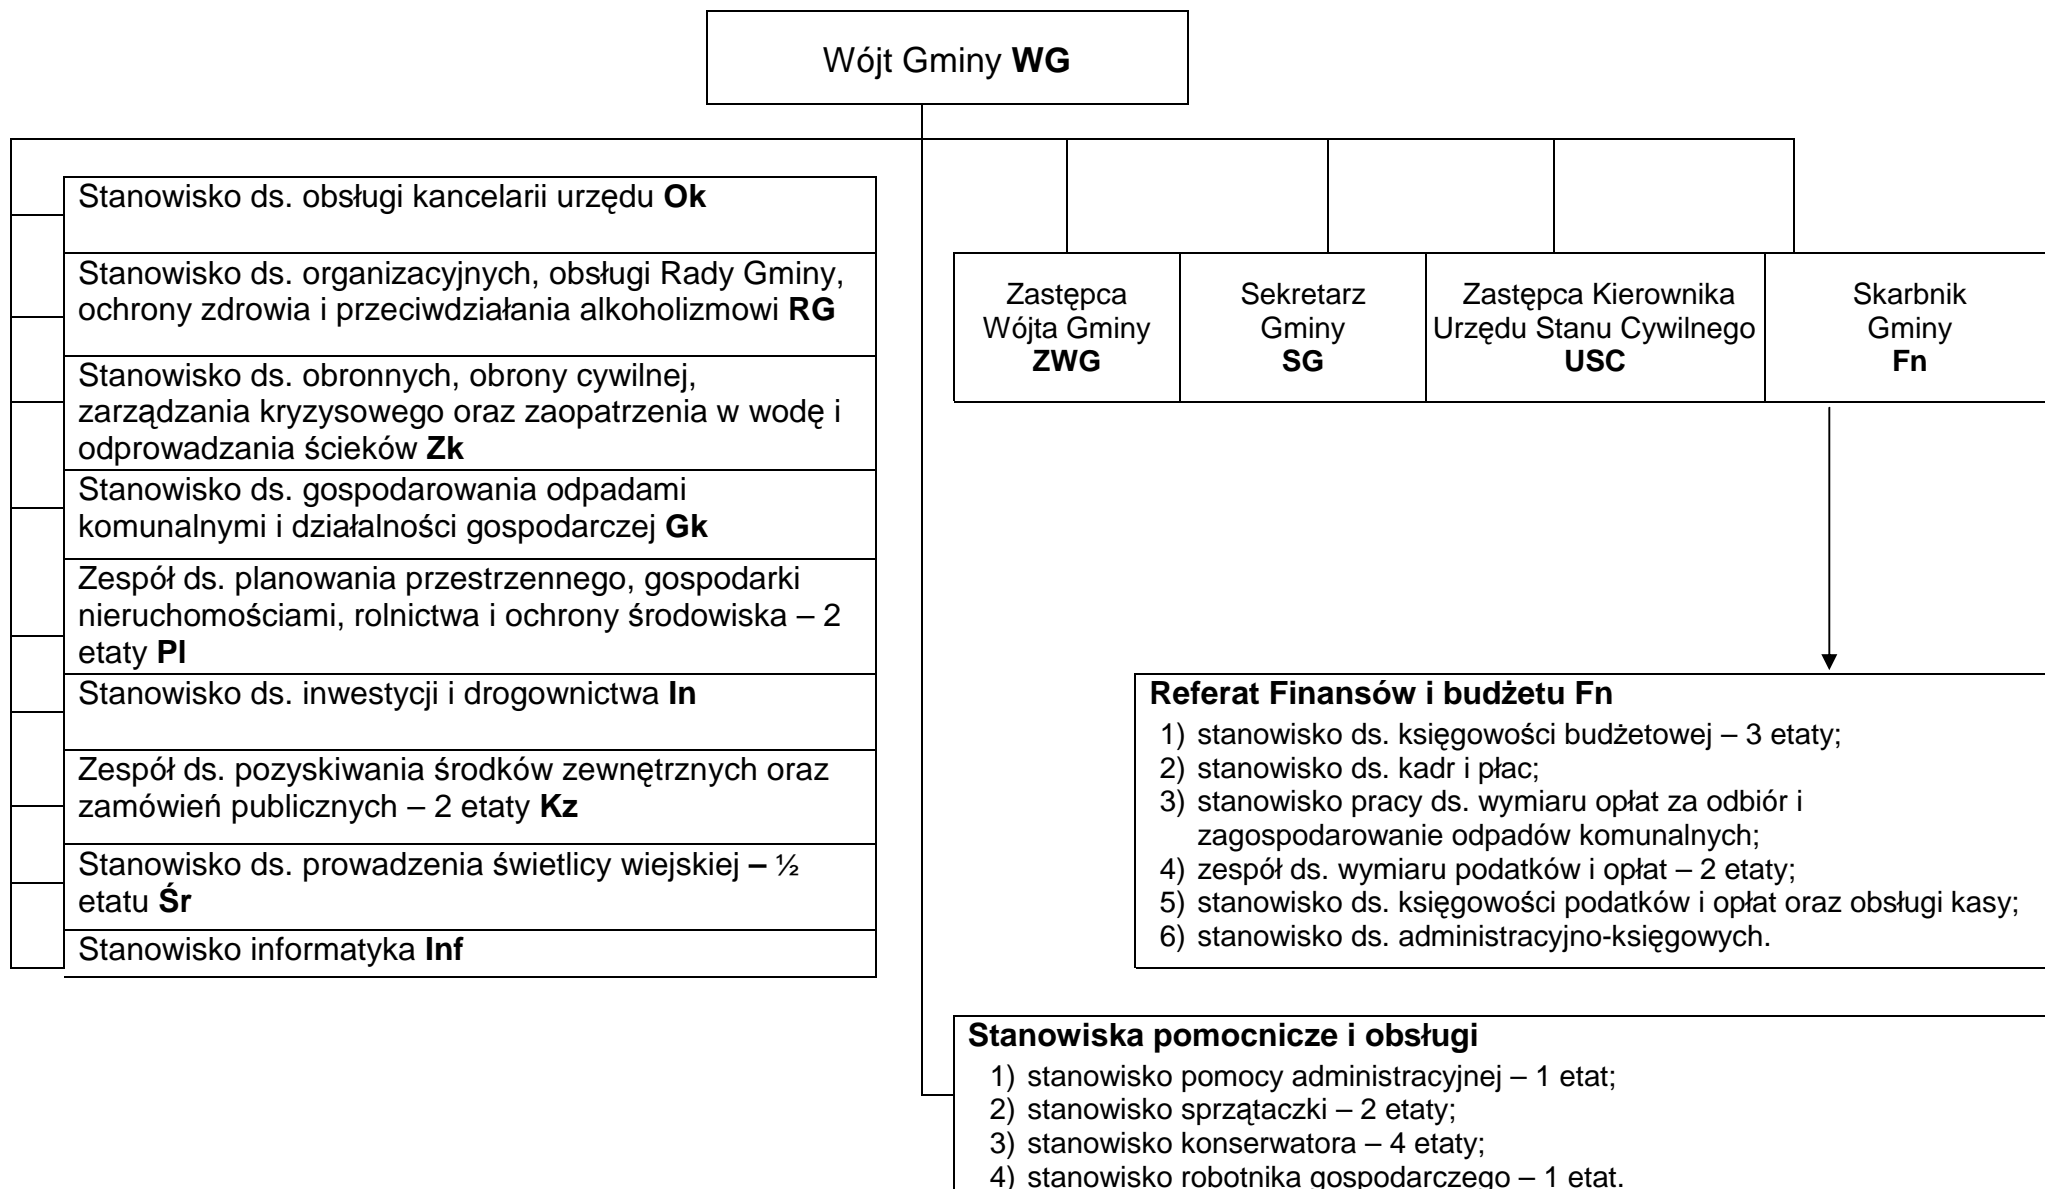 Wójt Gminy WG
Stanowisko ds. obsługi kancelarii urzędu Ok
Stanowisko ds. organizacyjnych, obsługi Rady Gminy,
ochrony zdrowia i przeciwdziałania alkoholizmowi RG
Stanowisko ds. obronnych, obrony cywilnej,
zarządzania kryzysowego oraz zaopatrzenia w wodę i
odprowadzania ścieków Zk
Stanowisko ds. gospodarowania odpadami
komunalnymi i działalności gospodarczej Gk
Zespół ds. planowania przestrzennego, gospodarki
nieruchomościami, rolnictwa i ochrony środowiska – 2
etaty Pl
Stanowisko ds. inwestycji i drogownictwa In
Zespół ds. pozyskiwania środków zewnętrznych oraz
zamówień publicznych – 2 etaty Kz
Stanowisko ds. prowadzenia świetlicy wiejskiej – ½
etatu Śr
Stanowisko informatyka Inf
Zastępca
Wójta Gminy
ZWG
Sekretarz
Gminy
SG
Zastępca Kierownika
Urzędu Stanu Cywilnego
USC
Skarbnik
Gminy
Fn
Referat Finansów i budżetu Fn
1) stanowisko ds. księgowości budżetowej – 3 etaty;
2) stanowisko ds. kadr i płac;
3) stanowisko pracy ds. wymiaru opłat za odbiór i
zagospodarowanie odpadów komunalnych;
4) zespół ds. wymiaru podatków i opłat – 2 etaty;
5) stanowisko ds. księgowości podatków i opłat oraz obsługi kasy;
6) stanowisko ds. administracyjno-księgowych.
Stanowiska pomocnicze i obsługi
1) stanowisko pomocy administracyjnej – 1 etat;
2) stanowisko sprzątaczki – 2 etaty;
3) stanowisko konserwatora – 4 etaty;
4) stanowisko robotnika gospodarczego – 1 etat.